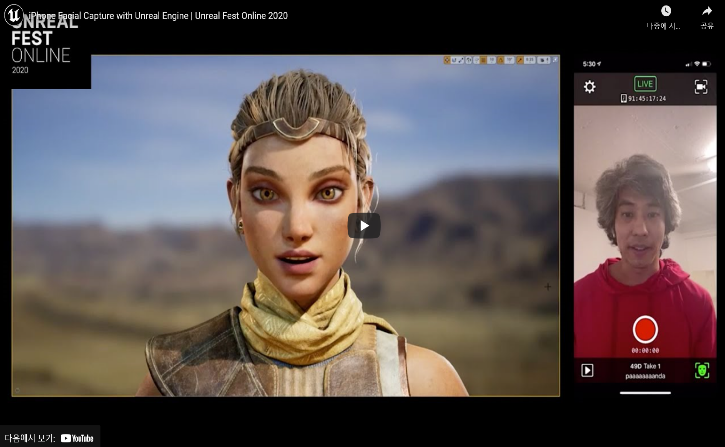 iPhone Facial Capture with Unreal Engine | Unreal Fest Online 2020
나중에 시...
공유
UNREAL
FEST
ONLINE
2020
5:30
LIVE
91:45:17:24
00:00:00
49D Take 1
paaaaaaaanda
다음에서 보기: YouTube